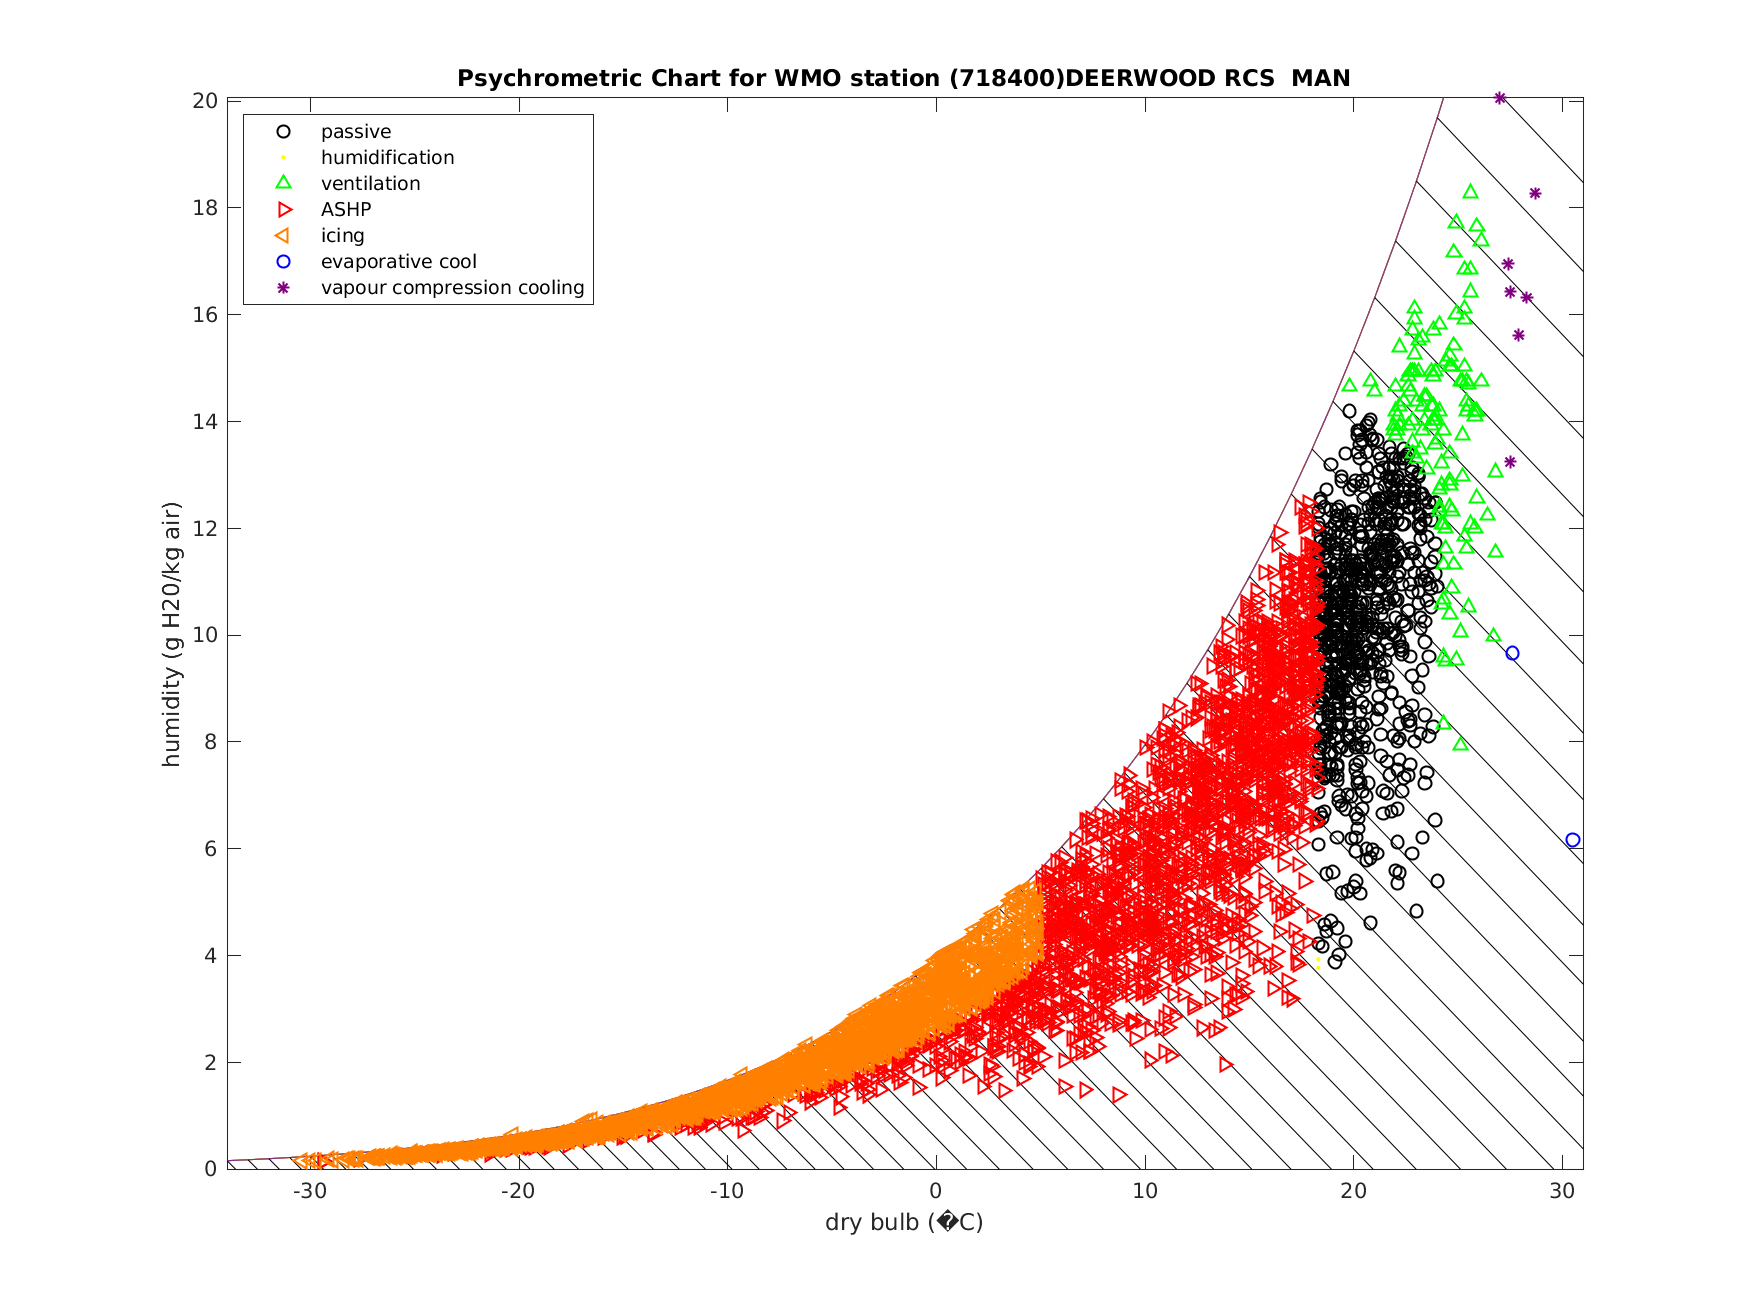 Psychrometric Chart for WMO station (718400)DEERWOOD RCS  MAN
20
18
16
14
12
10
8
6
4
2
0
humidity (g H20/kg air)
passive
humidification
ventilation
ASHP
icing
evaporative cool
vapour compression cooling
-30
-20
-10
0
10
20
30
dry bulb (�C)